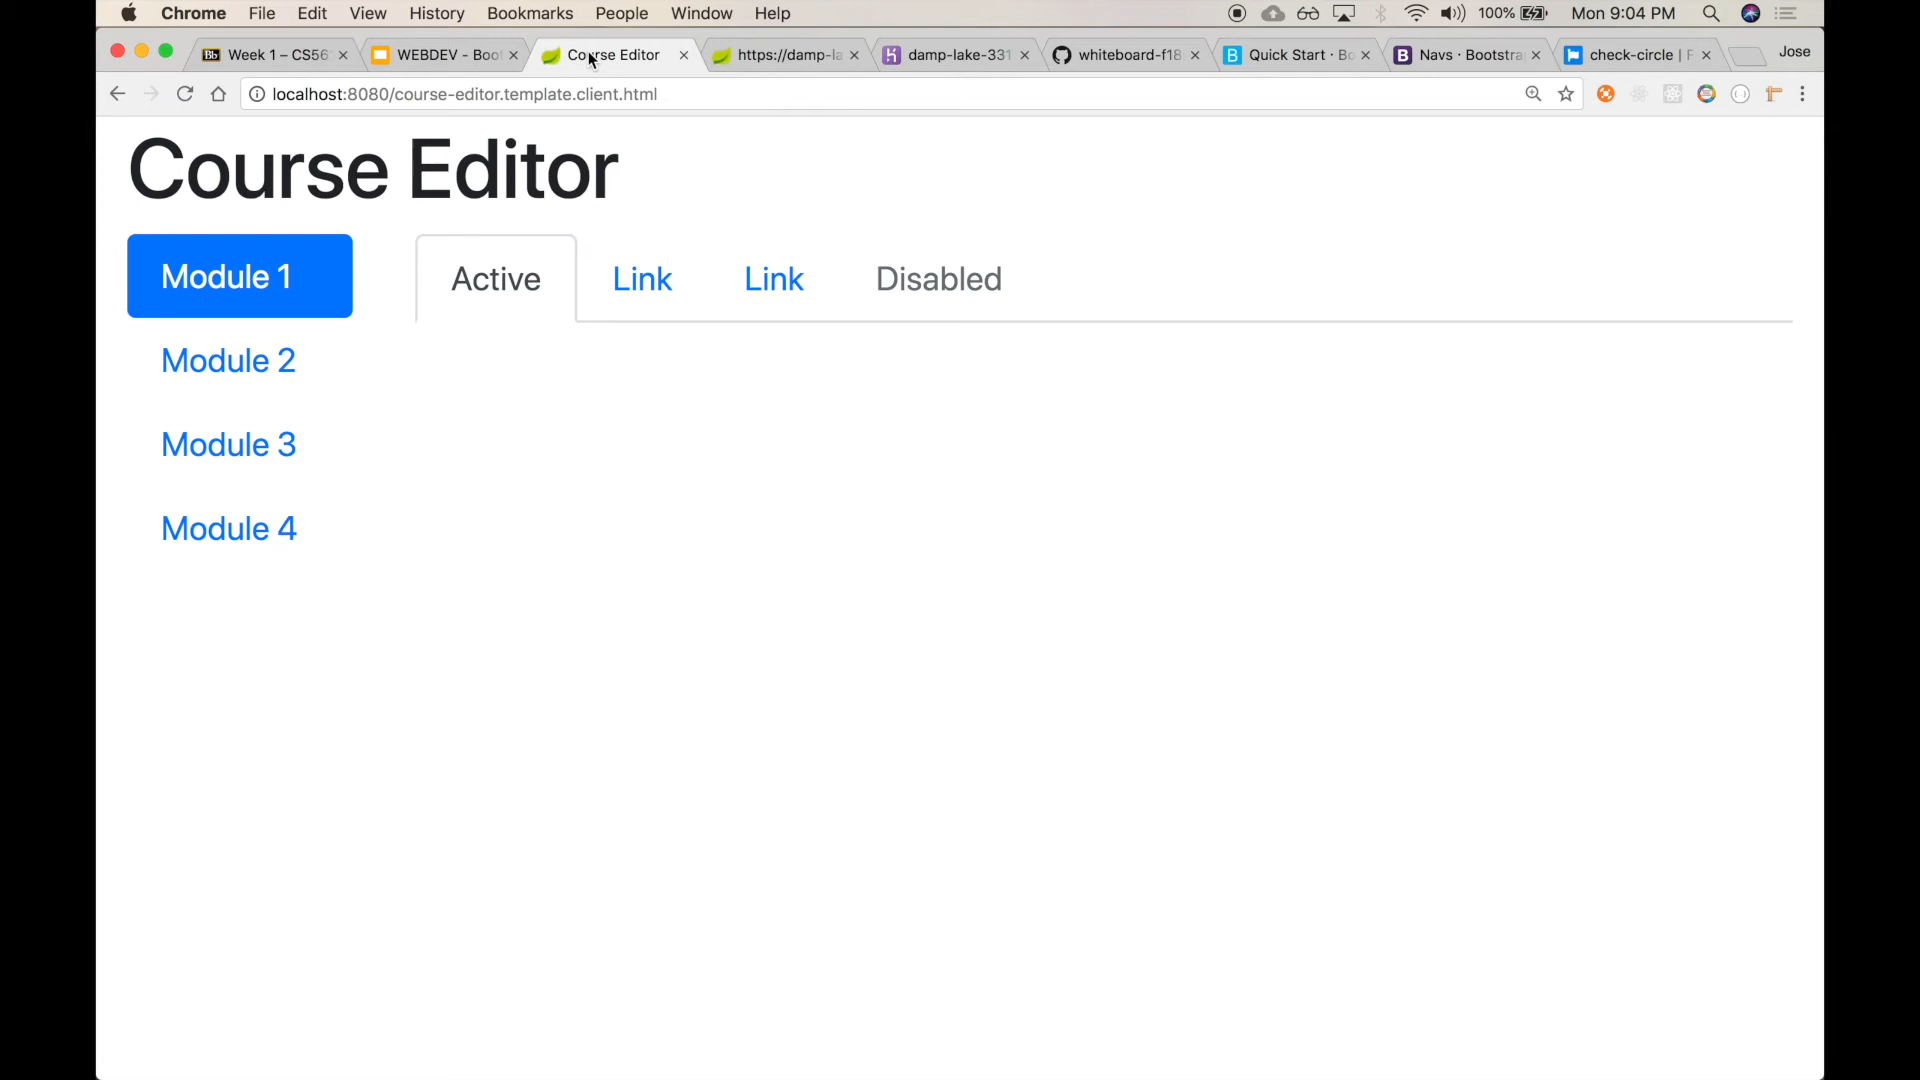 Chrome File Edit View History Bookmarks People Window Help 100% Mon 9:04 PM
Bb Week 1 – CS56 WEBDEV - Boot Course Editor https://damp-la damp-lake-331 whiteboard-f18 B Quick Start · Bo B Navs · Bootstra check-circle | F Jose
localhost:8080/course-editor.template.client.html
Course Editor
Module 1 Active Link Link Disabled
Module 2
Module 3
Module 4